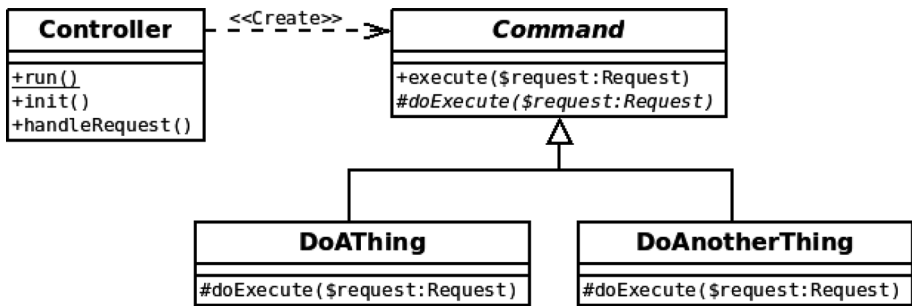 Controller
+run()
+init()
+handleRequest()
<<Create>>
Command
+execute($request:Request)
#doExecute($request:Request)
DoAThing
#doExecute($request:Request)
DoAnotherThing
#doExecute($request:Request)